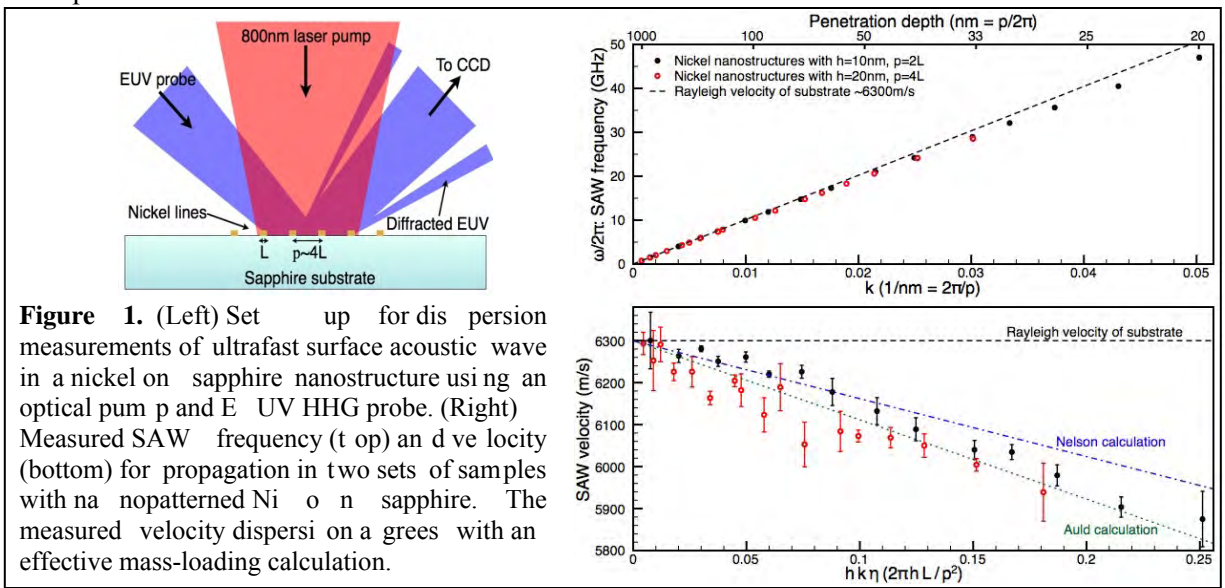 800nm laser pump
To CCD
EUV probe
Nickel lines
Diffracted EUV
L
p~4L
Sapphire substrate
Figure 1. (Left) Set up for dis persion
measurements of ultrafast surface acoustic wave
in a nickel on sapphire nanostructure usi ng an
optical pum p and E UV HHG probe. (Right)
Measured SAW frequency (t op) an d ve locity
(bottom) for propagation in t wo sets of samples
with na nopatterned Ni o n sapphire. The
measured velocity dispersi on a grees with an
effective mass-loading calculation.
Penetration depth (nm = p/2π)
1000 100 50 33 25 20
50
40
30
20
10
0
ω/2π: SAW frequency (GHz)
Nickel nanostructures with h=10nm, p=2L
Nickel nanostructures with h=20nm, p=4L
Rayleigh velocity of substrate ~6300m/s
0.01 0.02 0.03 0.04 0.05
k (1/nm = 2π/p)
6300
6200
6100
6000
5900
5800
SAW velocity (m/s)
Rayleigh velocity of substrate
Nelson calculation
Auld calculation
0 0.05 0.1 0.15 0.2 0.25
h k η (2π h L / p²)